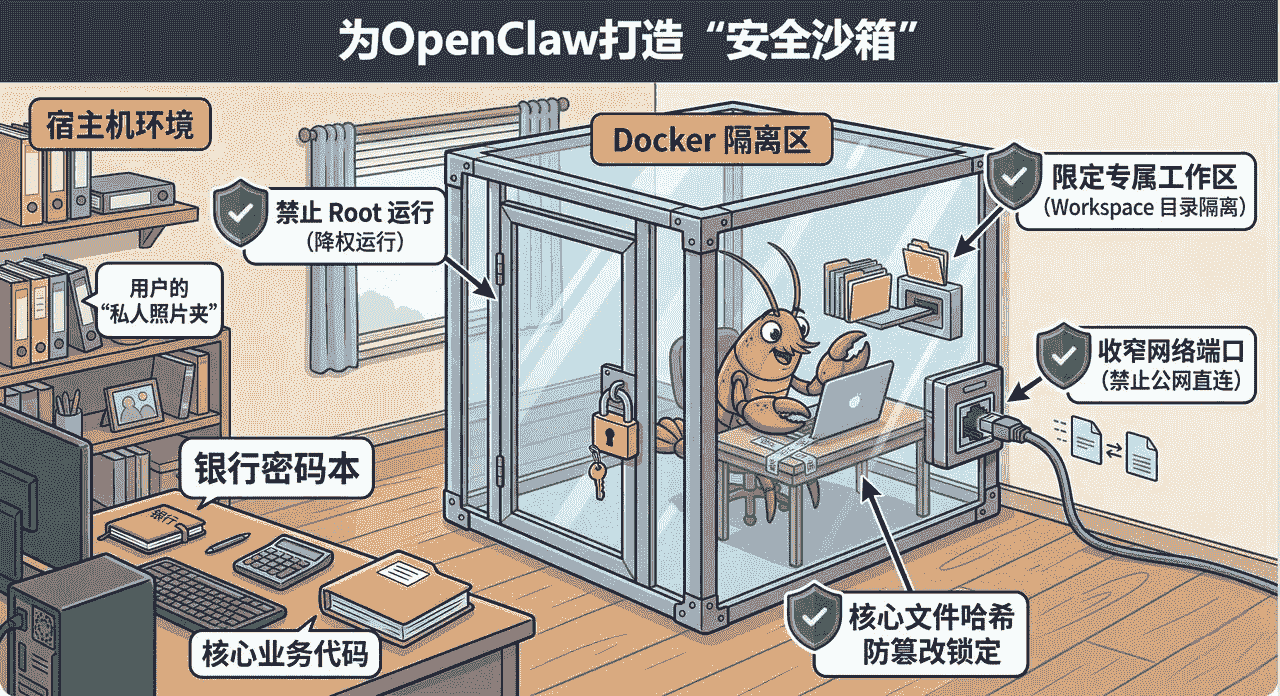 为OpenClaw打造“安全沙箱”
宿主机环境
Docker 隔离区
禁止 Root 运行
（降权运行）
限定专属工作区
（Workspace 目录隔离）
用户的
“私人照片夹”
收窄网络端口
（禁止公网直连）
银行密码本
银行
核心业务代码
核心文件哈希
防篡改锁定